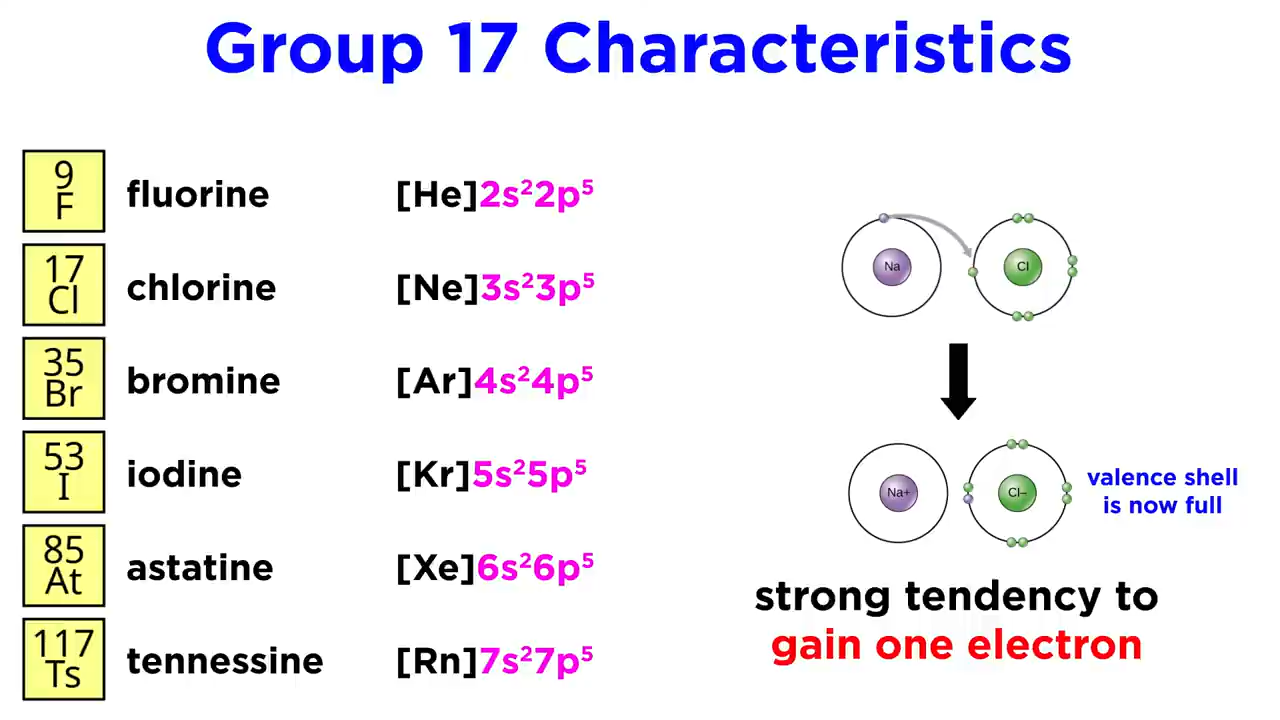 Group 17 Characteristics
9
F
fluorine [He]2s²2p⁵
17
Cl
chlorine [Ne]3s²3p⁵
35
Br
bromine [Ar]4s²4p⁵
53
I
iodine [Kr]5s²5p⁵
85
At
astatine [Xe]6s²6p⁵
117
Ts
tennessine [Rn]7s²7p⁵
Na Cl
Na+ Cl–
valence shell
is now full
strong tendency to
gain one electron